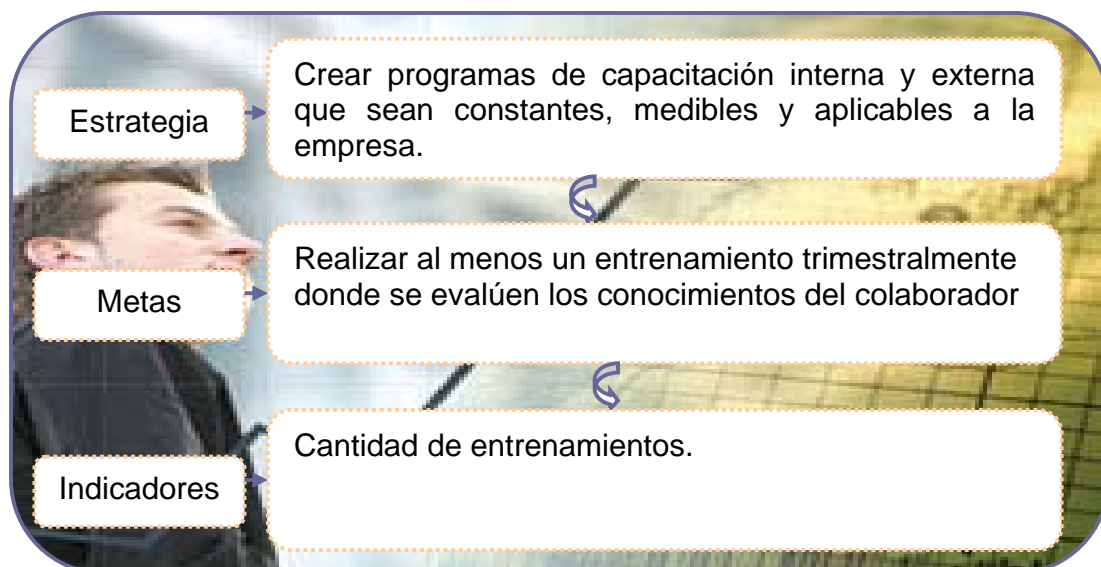 Estrategia
Crear programas de capacitación interna y externa
que sean constantes, medibles y aplicables a la
empresa.
Metas
Realizar al menos un entrenamiento trimestralmente
donde se evalúen los conocimientos del colaborador
Indicadores
Cantidad de entrenamientos.